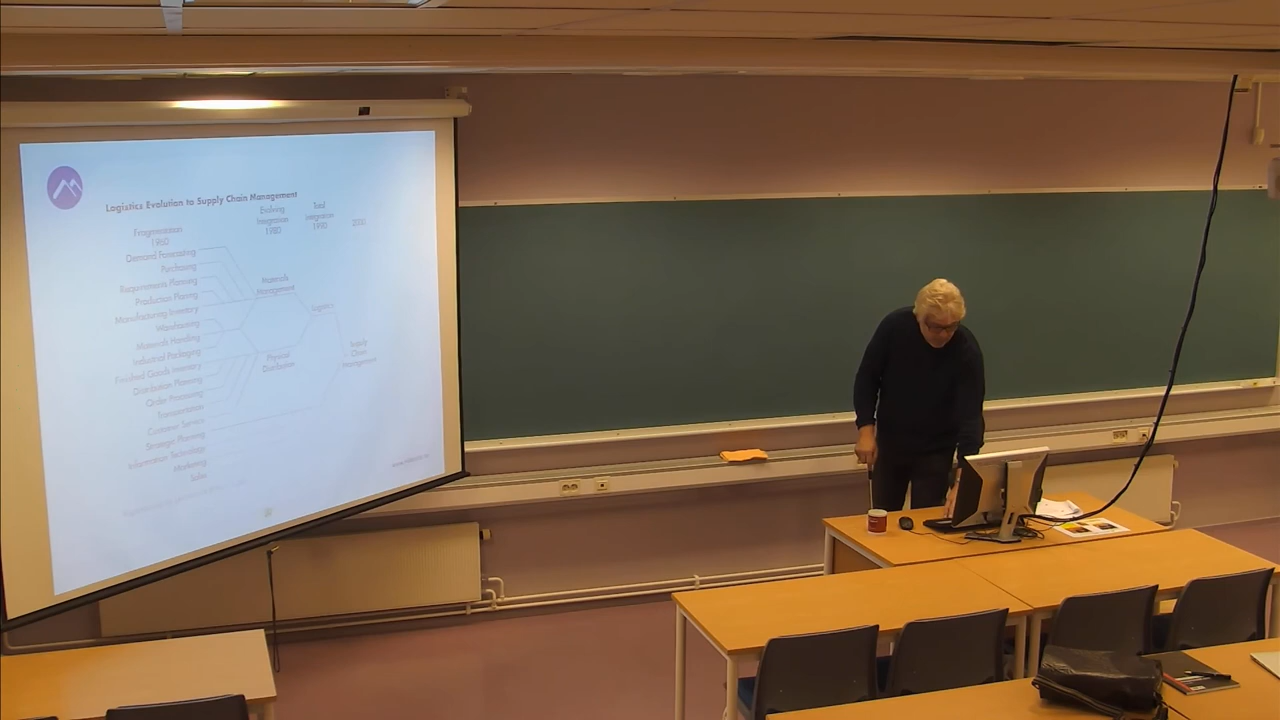 Logistics Evolution to Supply Chain Management
Fragmentation
1960
Evolving
Integration
1980
Total
Integration
1990
2000
Demand Forecasting
Purchasing
Requirements Planning
Production Planning
Manufacturing Inventory
Warehousing
Materials Handling
Industrial Packaging
Finished Goods Inventory
Distribution Planning
Order Processing
Transportation
Customer Service
Strategic Planning
Information Technology
Marketing
Sales
Materials
Management
Physical
Distribution
Logistics
Supply
Chain
Management